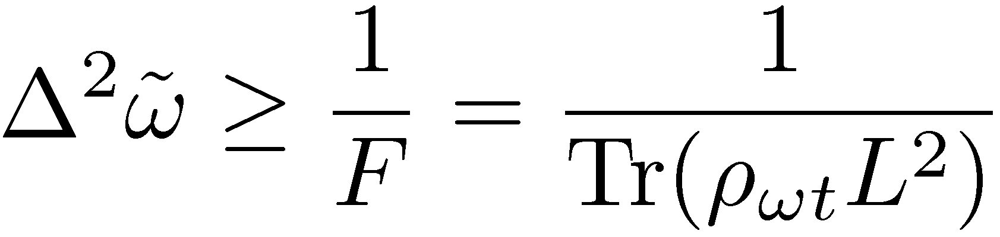 Δ²ω̃ ≥ 1/F = 1/Tr(ρ_{ωt}L²)